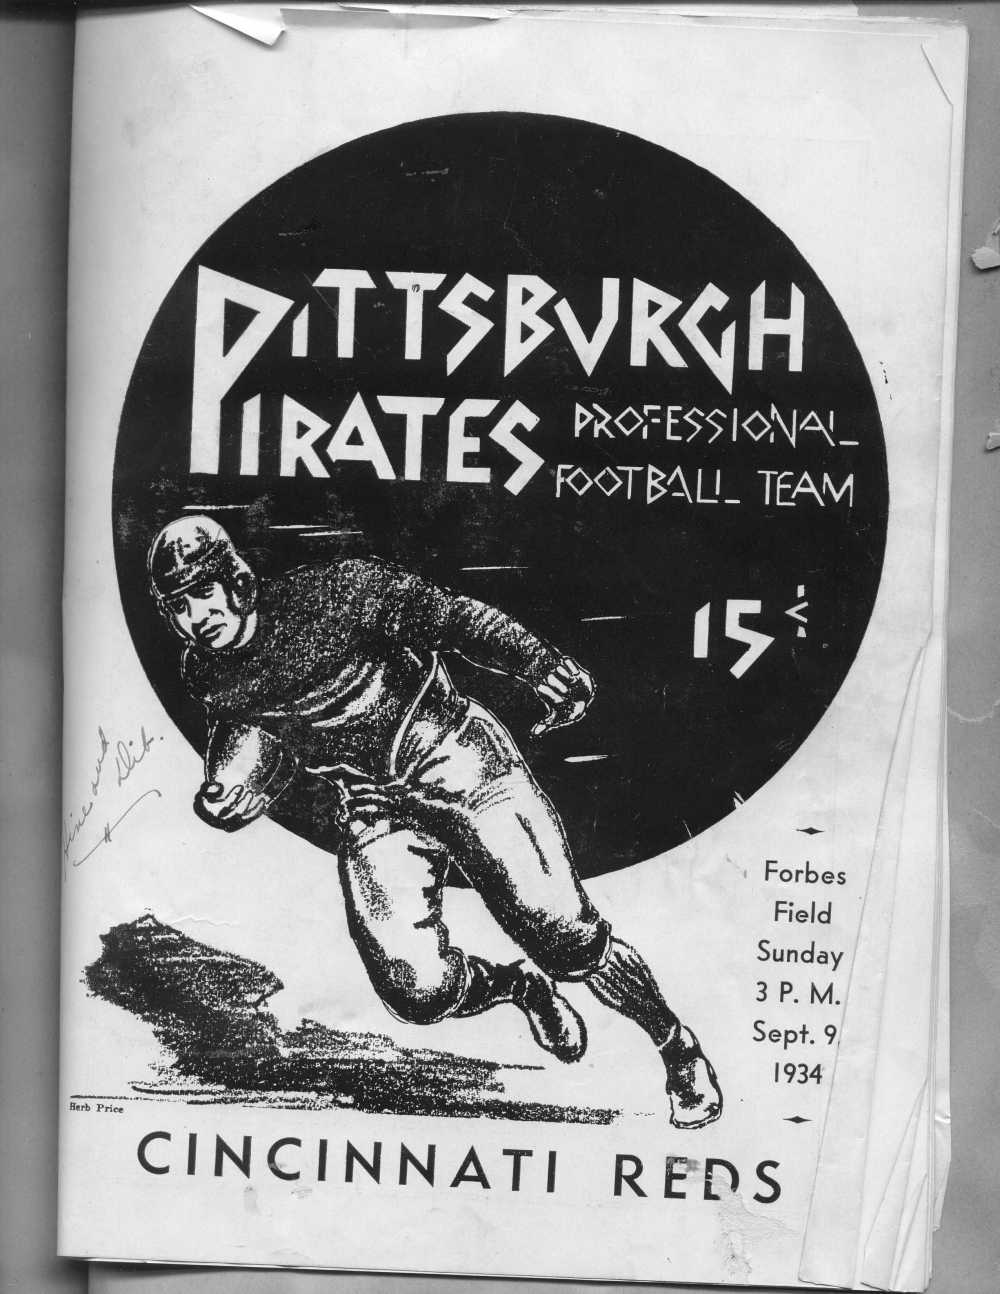 PITTSBURGH
PIRATES
PROFESSIONAL
FOOTBALL TEAM
15¢
Forbes
Field
Sunday
3 P. M.
Sept. 9,
1934
Herb Price
CINCINNATI REDS